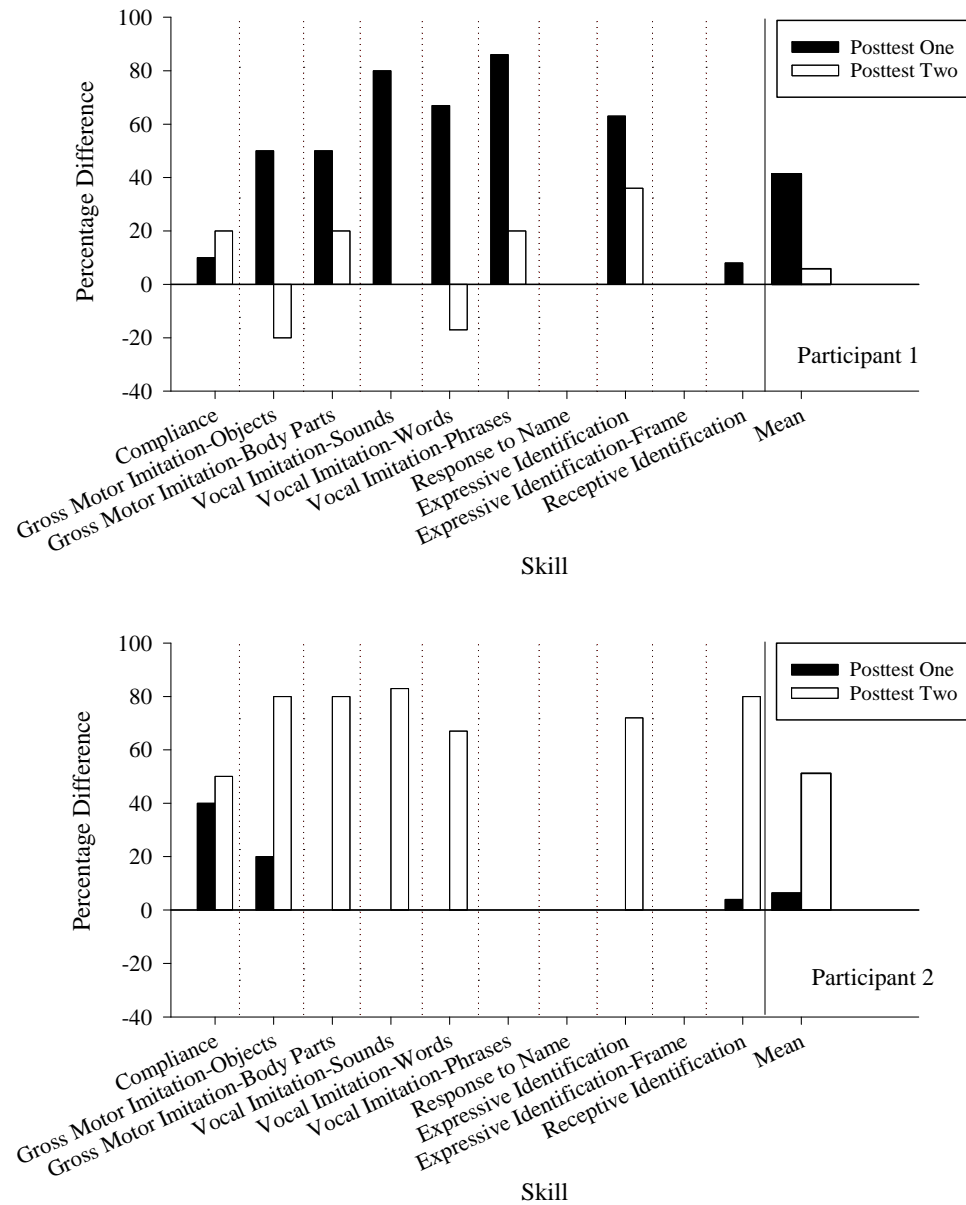 100
80
60
40
20
0
-20
-40
Percentage Difference
Posttest One
Posttest Two
Participant 1
Compliance
Gross Motor Imitation-Objects
Gross Motor Imitation-Body Parts
Vocal Imitation-Sounds
Vocal Imitation-Words
Vocal Imitation-Phrases
Response to Name
Expressive Identification
Expressive Identification-Frame
Receptive Identification
Mean
Skill
100
80
60
40
20
0
-20
-40
Percentage Difference
Posttest One
Posttest Two
Participant 2
Compliance
Gross Motor Imitation-Objects
Gross Motor Imitation-Body Parts
Vocal Imitation-Sounds
Vocal Imitation-Words
Vocal Imitation-Phrases
Response to Name
Expressive Identification
Expressive Identification-Frame
Receptive Identification
Mean
Skill